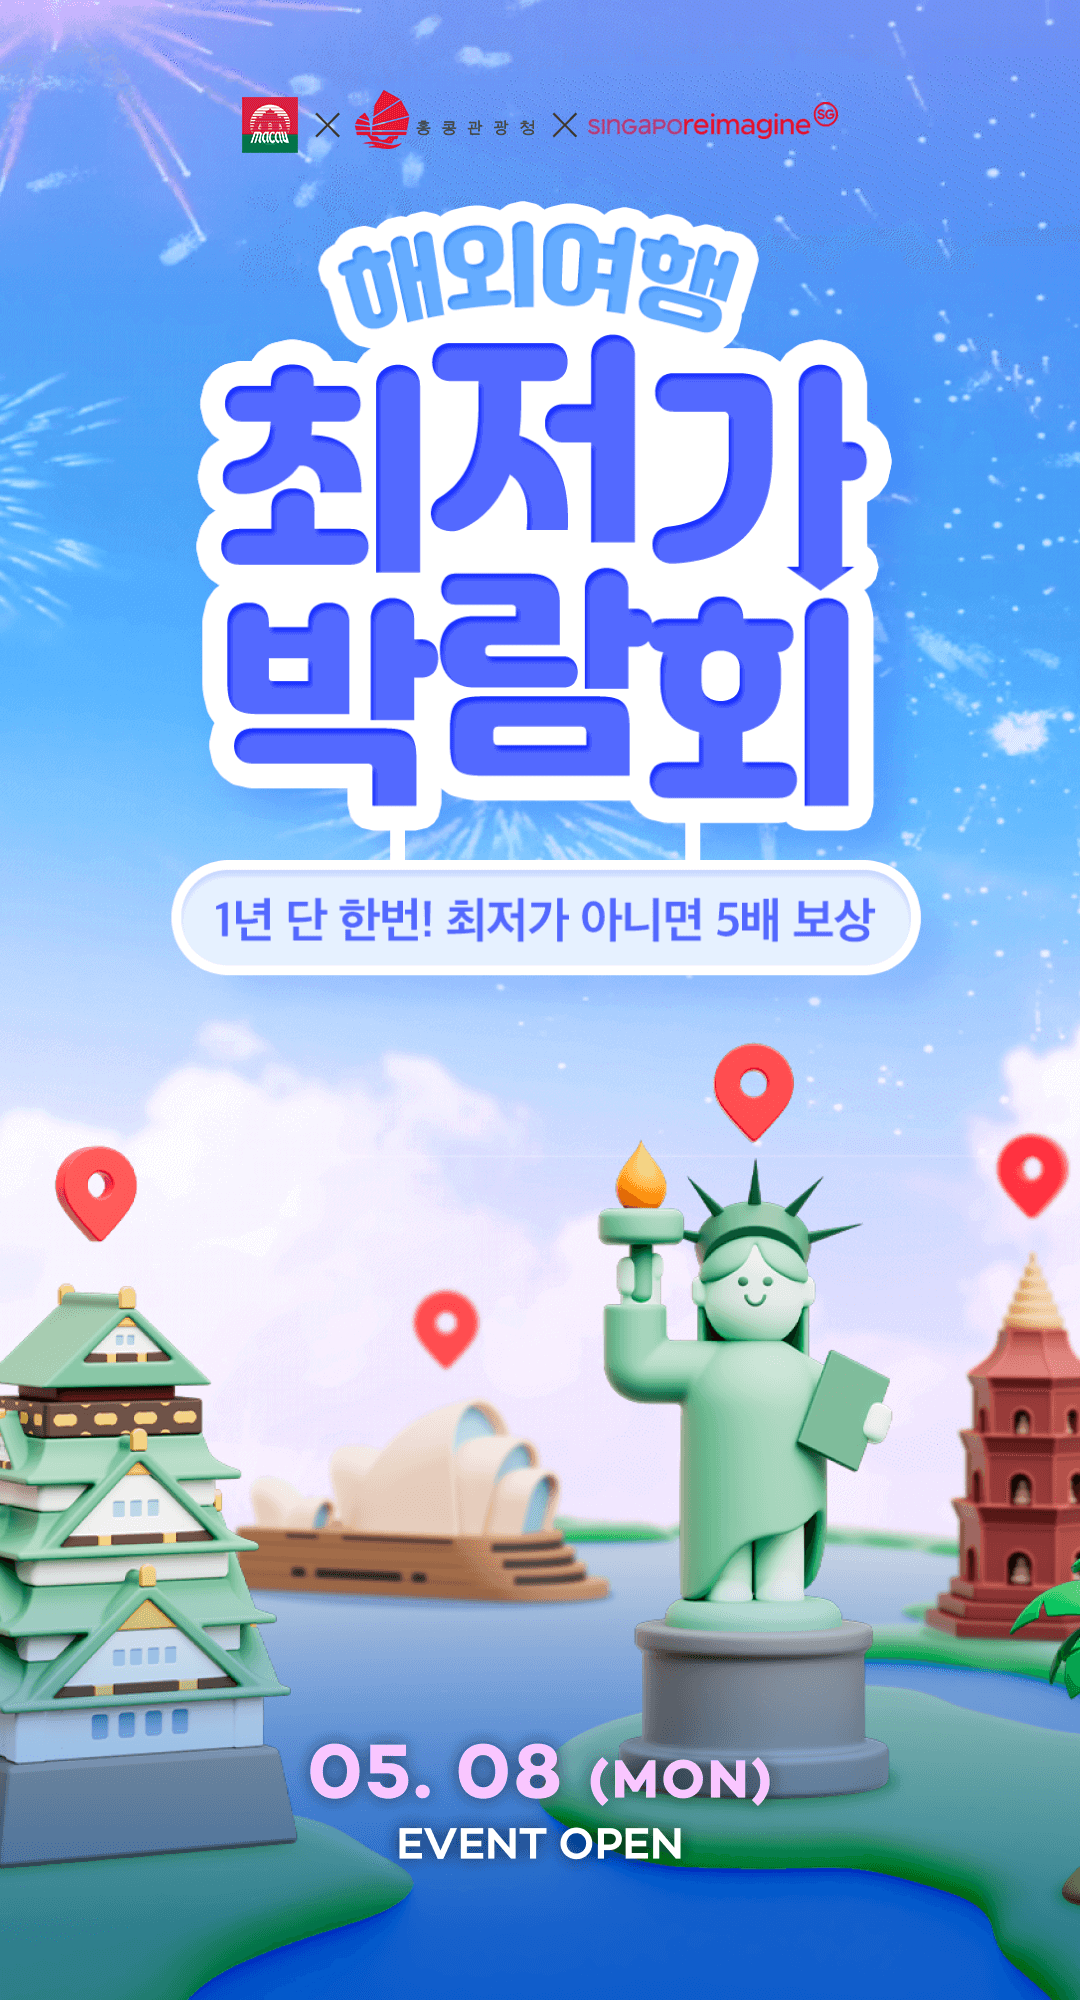 macau × 홍콩관광청 × singaporeimagine SG
해외여행
최저가
박람회
1년 단 한번! 최저가 아니면 5배 보상
05. 08 (MON)
EVENT OPEN